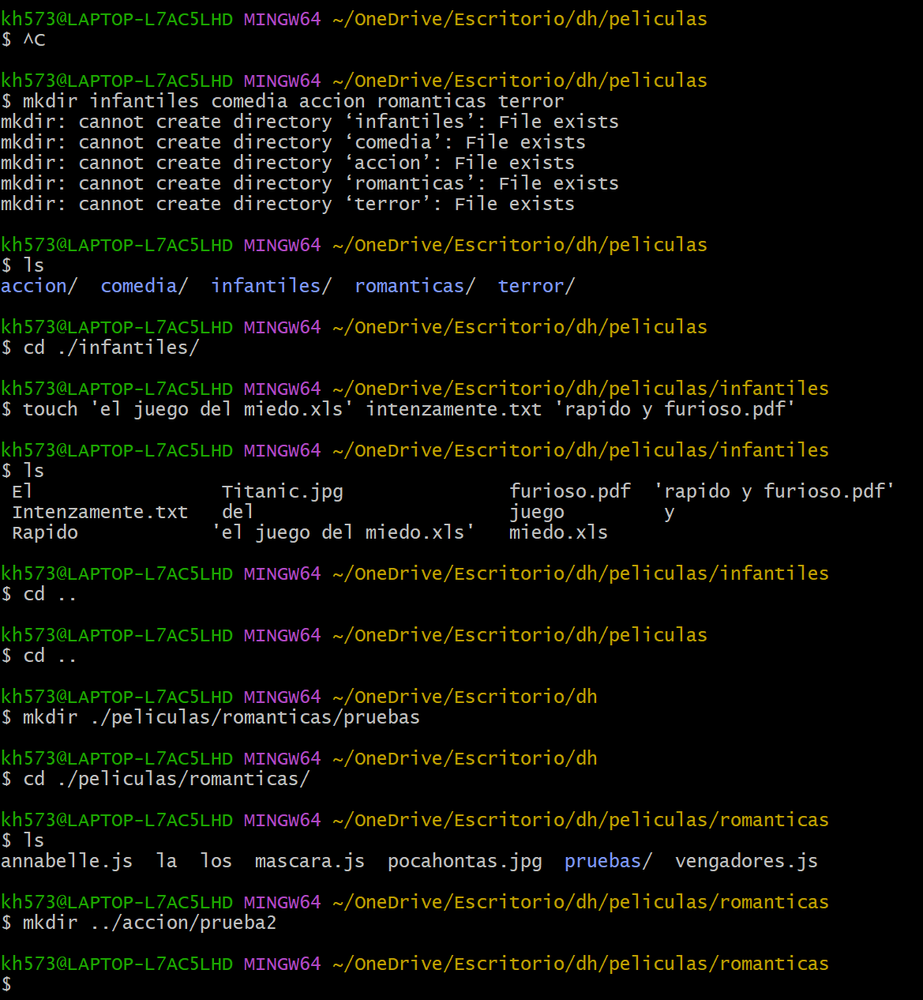 kh573@LAPTOP-L7AC5LHD MINGW64 ~/OneDrive/Escritorio/dh/peliculas
$ ^C
kh573@LAPTOP-L7AC5LHD MINGW64 ~/OneDrive/Escritorio/dh/peliculas
$ mkdir infantiles comedia accion romanticas terror
mkdir: cannot create directory ‘infantiles’: File exists
mkdir: cannot create directory ‘comedia’: File exists
mkdir: cannot create directory ‘accion’: File exists
mkdir: cannot create directory ‘romanticas’: File exists
mkdir: cannot create directory ‘terror’: File exists
kh573@LAPTOP-L7AC5LHD MINGW64 ~/OneDrive/Escritorio/dh/peliculas
$ ls
accion/  comedia/  infantiles/  romanticas/  terror/
kh573@LAPTOP-L7AC5LHD MINGW64 ~/OneDrive/Escritorio/dh/peliculas
$ cd ./infantiles/
kh573@LAPTOP-L7AC5LHD MINGW64 ~/OneDrive/Escritorio/dh/peliculas/infantiles
$ touch 'el juego del miedo.xls' intenzamente.txt 'rapido y furioso.pdf'
kh573@LAPTOP-L7AC5LHD MINGW64 ~/OneDrive/Escritorio/dh/peliculas/infantiles
$ ls
 El                 Titanic.jpg               furioso.pdf  'rapido y furioso.pdf'
 Intenzamente.txt   del                       juego         y
 Rapido            'el juego del miedo.xls'   miedo.xls
kh573@LAPTOP-L7AC5LHD MINGW64 ~/OneDrive/Escritorio/dh/peliculas/infantiles
$ cd ..
kh573@LAPTOP-L7AC5LHD MINGW64 ~/OneDrive/Escritorio/dh/peliculas
$ cd ..
kh573@LAPTOP-L7AC5LHD MINGW64 ~/OneDrive/Escritorio/dh
$ mkdir ./peliculas/romanticas/pruebas
kh573@LAPTOP-L7AC5LHD MINGW64 ~/OneDrive/Escritorio/dh
$ cd ./peliculas/romanticas/
kh573@LAPTOP-L7AC5LHD MINGW64 ~/OneDrive/Escritorio/dh/peliculas/romanticas
$ ls
annabelle.js  la  los  mascara.js  pocahontas.jpg  pruebas/  vengadores.js
kh573@LAPTOP-L7AC5LHD MINGW64 ~/OneDrive/Escritorio/dh/peliculas/romanticas
$ mkdir ../accion/prueba2
kh573@LAPTOP-L7AC5LHD MINGW64 ~/OneDrive/Escritorio/dh/peliculas/romanticas
$